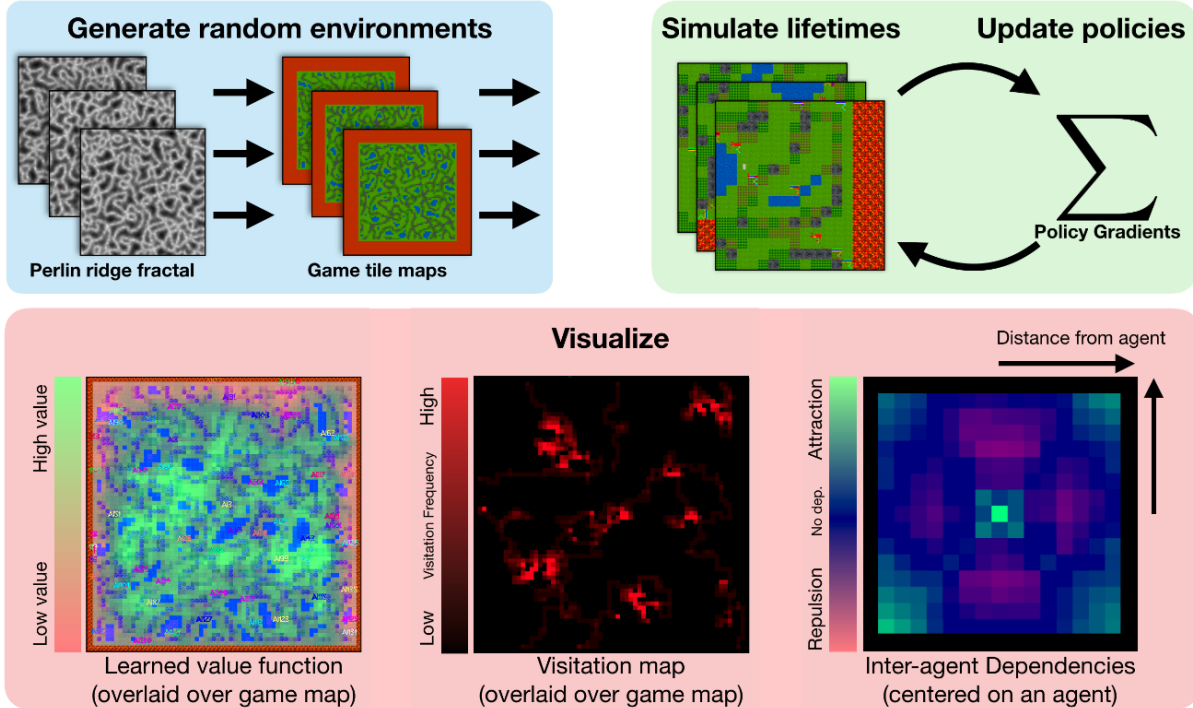 Generate random environments
Perlin ridge fractal
Game tile maps
Simulate lifetimes
Update policies
Policy Gradients
Visualize
High value
Low value
Learned value function
(overlaid over game map)
High
Visitation Frequency
Low
Visitation map
(overlaid over game map)
Distance from agent
Attraction
No dep.
Repulsion
Inter-agent Dependencies
(centered on an agent)